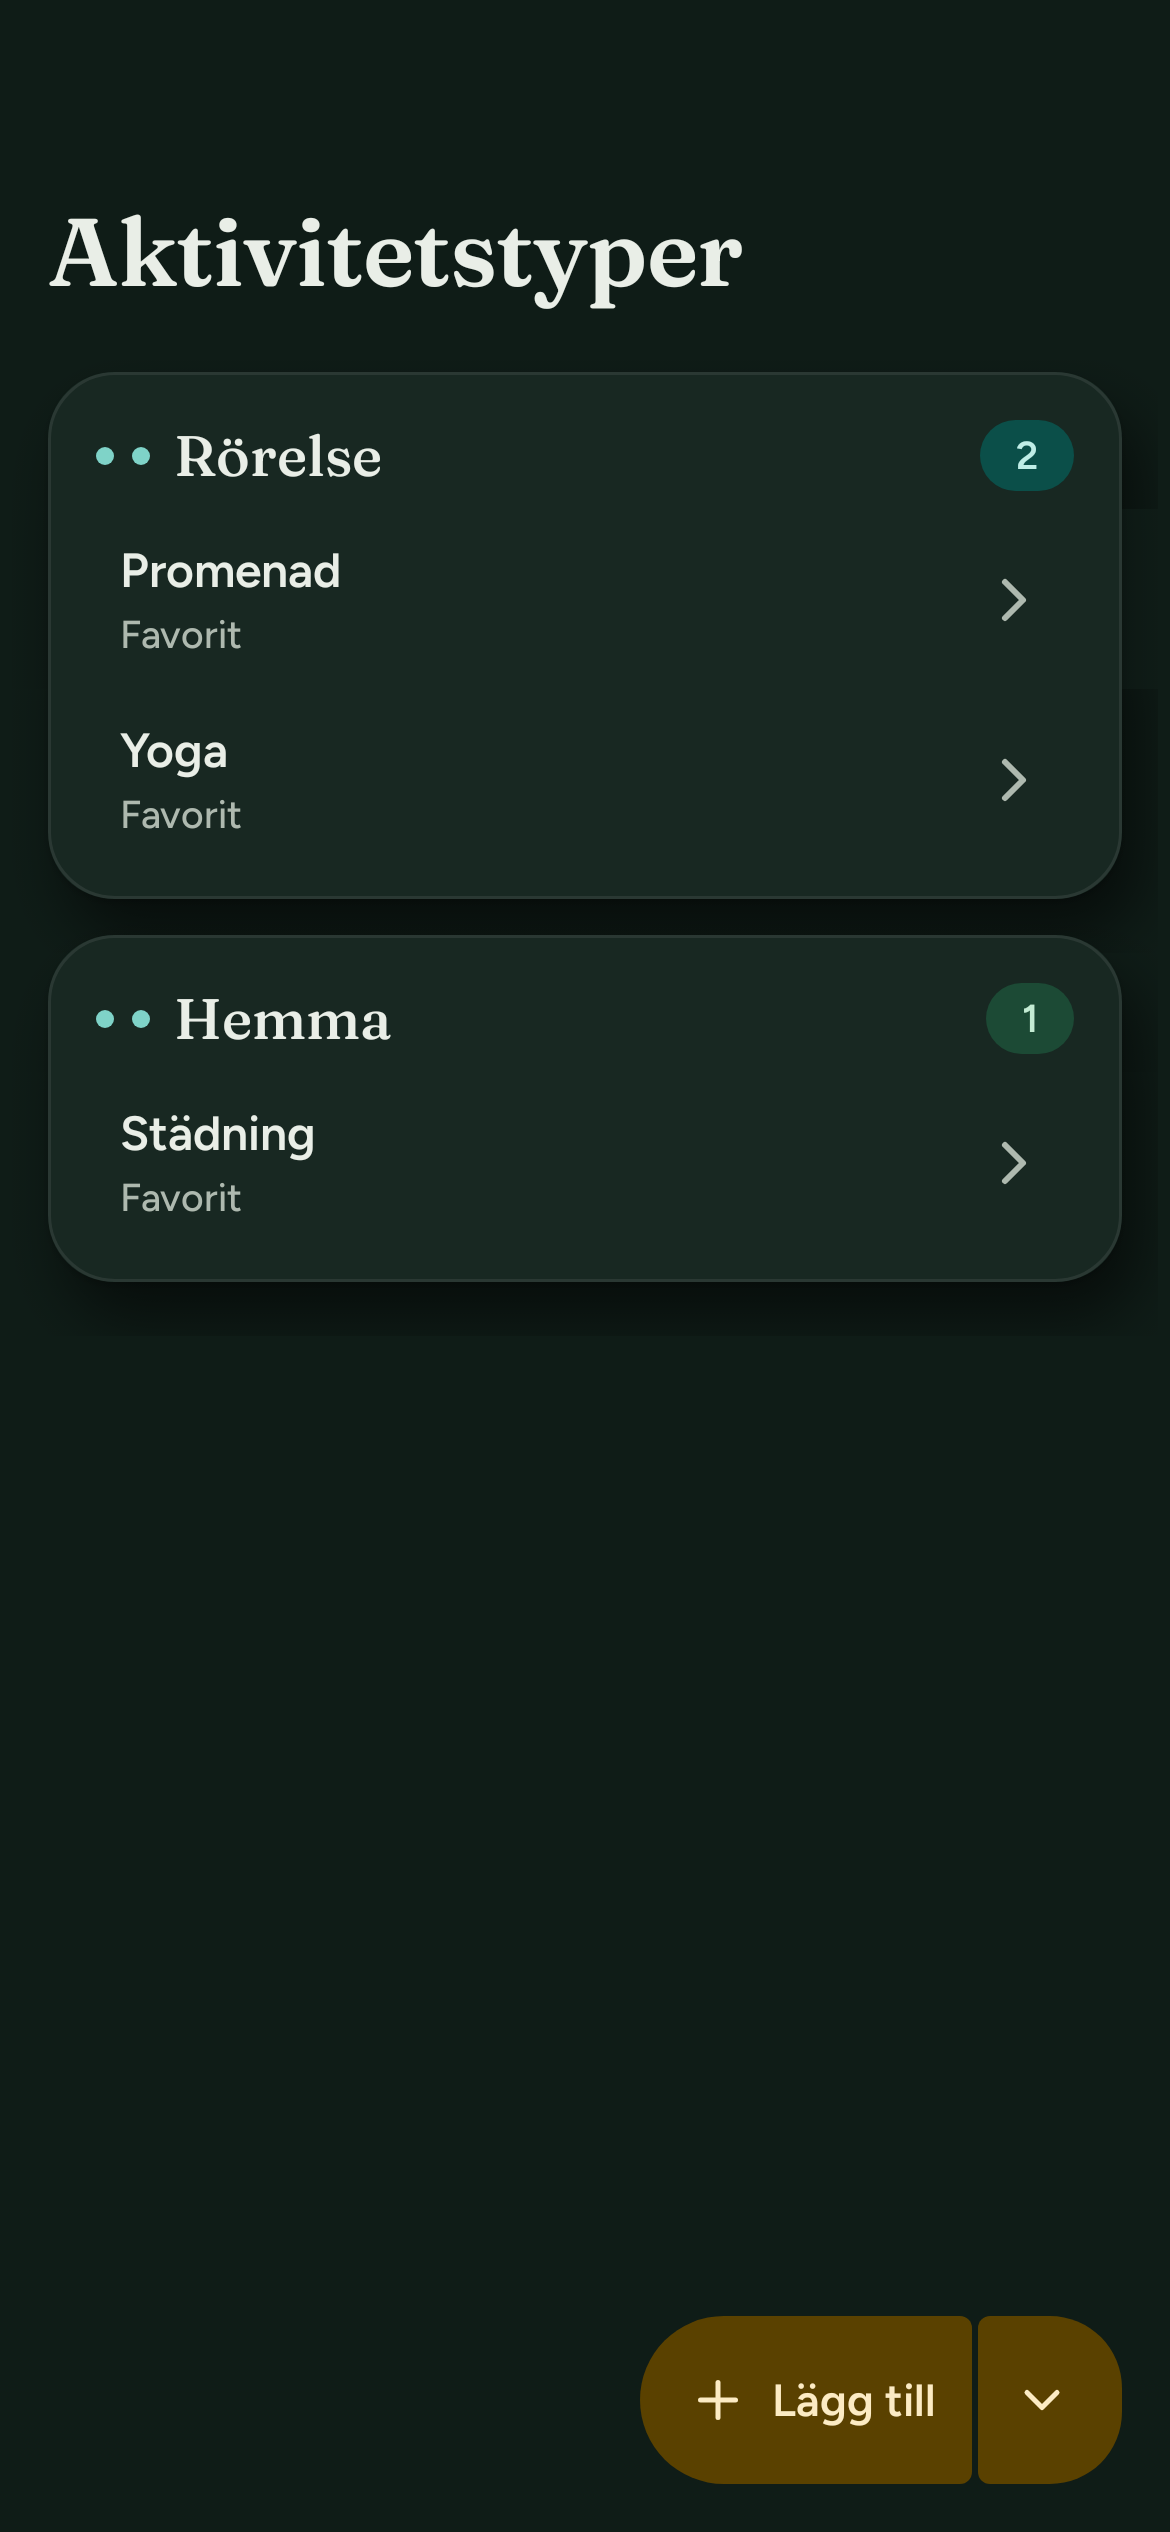 Aktivitetstyper
Rörelse
2
Promenad
Favorit
Yoga
Favorit
Hemma
1
Städning
Favorit
Lägg till